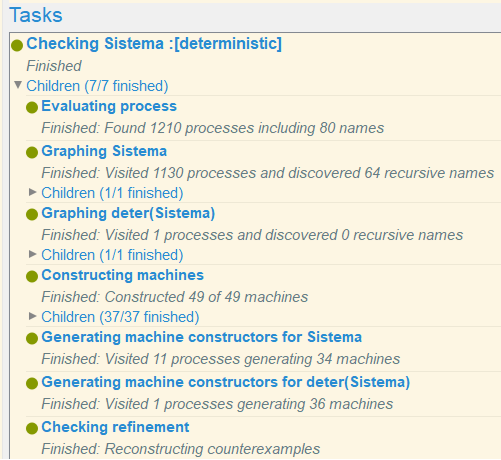 Tasks
Checking Sistema :[deterministic]
Finished
Children (7/7 finished)
Evaluating process
Finished: Found 1210 processes including 80 names
Graphing Sistema
Finished: Visited 1130 processes and discovered 64 recursive names
Children (1/1 finished)
Graphing deter(Sistema)
Finished: Visited 1 processes and discovered 0 recursive names
Children (1/1 finished)
Constructing machines
Finished: Constructed 49 of 49 machines
Children (37/37 finished)
Generating machine constructors for Sistema
Finished: Visited 11 processes generating 34 machines
Generating machine constructors for deter(Sistema)
Finished: Visited 1 processes generating 36 machines
Checking refinement
Finished: Reconstructing counterexamples